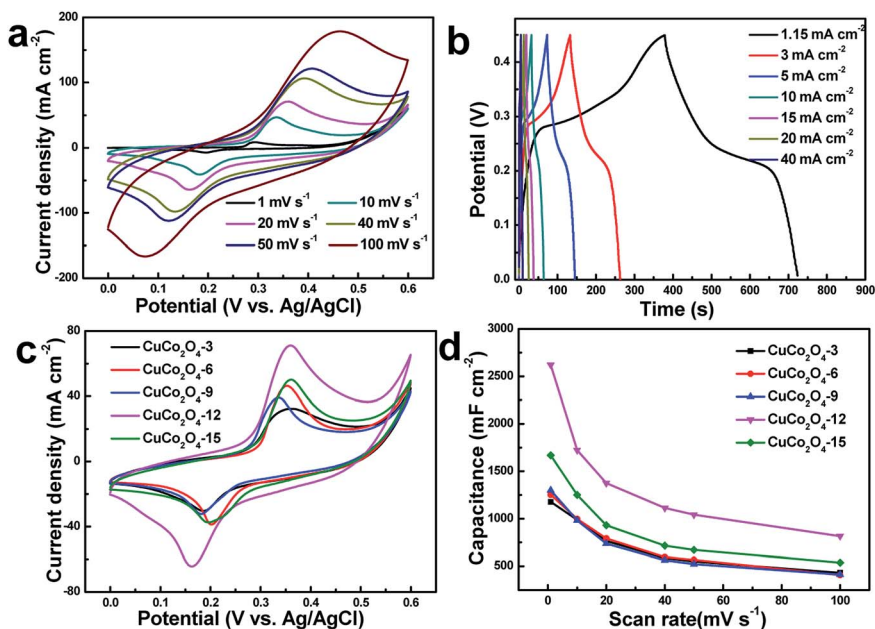 a
Current density (mA cm⁻²)
200
100
0
-100
-200
1 mV s⁻¹ 10 mV s⁻¹
20 mV s⁻¹ 40 mV s⁻¹
50 mV s⁻¹ 100 mV s⁻¹
0.0 0.1 0.2 0.3 0.4 0.5 0.6
Potential (V vs. Ag/AgCl)
b
Potential (V)
0.4
0.3
0.2
0.1
0.0
1.15 mA cm⁻²
3 mA cm⁻²
5 mA cm⁻²
10 mA cm⁻²
15 mA cm⁻²
20 mA cm⁻²
40 mA cm⁻²
0 100 200 300 400 500 600 700 800 900
Time (s)
c
Current density (mA cm⁻²)
80
40
0
-40
-80
CuCo₂O₄-3
CuCo₂O₄-6
CuCo₂O₄-9
CuCo₂O₄-12
CuCo₂O₄-15
0.0 0.1 0.2 0.3 0.4 0.5 0.6
Potential (V vs. Ag/AgCl)
d
Capacitance (mF cm⁻²)
3000
2500
2000
1500
1000
500
CuCo₂O₄-3
CuCo₂O₄-6
CuCo₂O₄-9
CuCo₂O₄-12
CuCo₂O₄-15
0 20 40 60 80 100
Scan rate(mV s⁻¹)